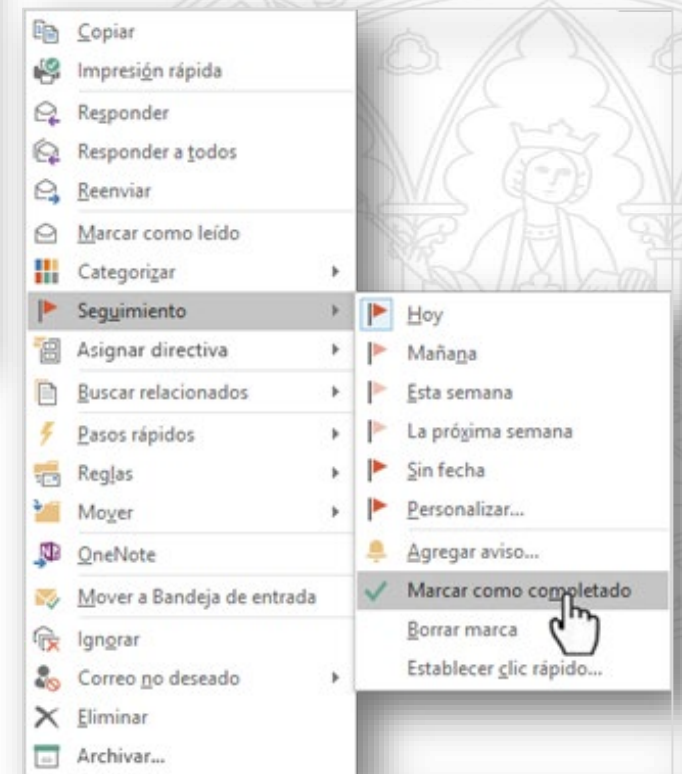 Copiar
Impresión rápida
Responder
Responder a todos
Reenviar
Marcar como leído
Categorizar
Seguimiento
Asignar directiva
Buscar relacionados
Pasos rápidos
Reglas
Mover
OneNote
Mover a Bandeja de entrada
Ignorar
Correo no deseado
Eliminar
Archivar...
Hoy
Mañana
Esta semana
La próxima semana
Sin fecha
Personalizar...
Agregar aviso...
Marcar como completado
Borrar marca
Establecer clic rápido...